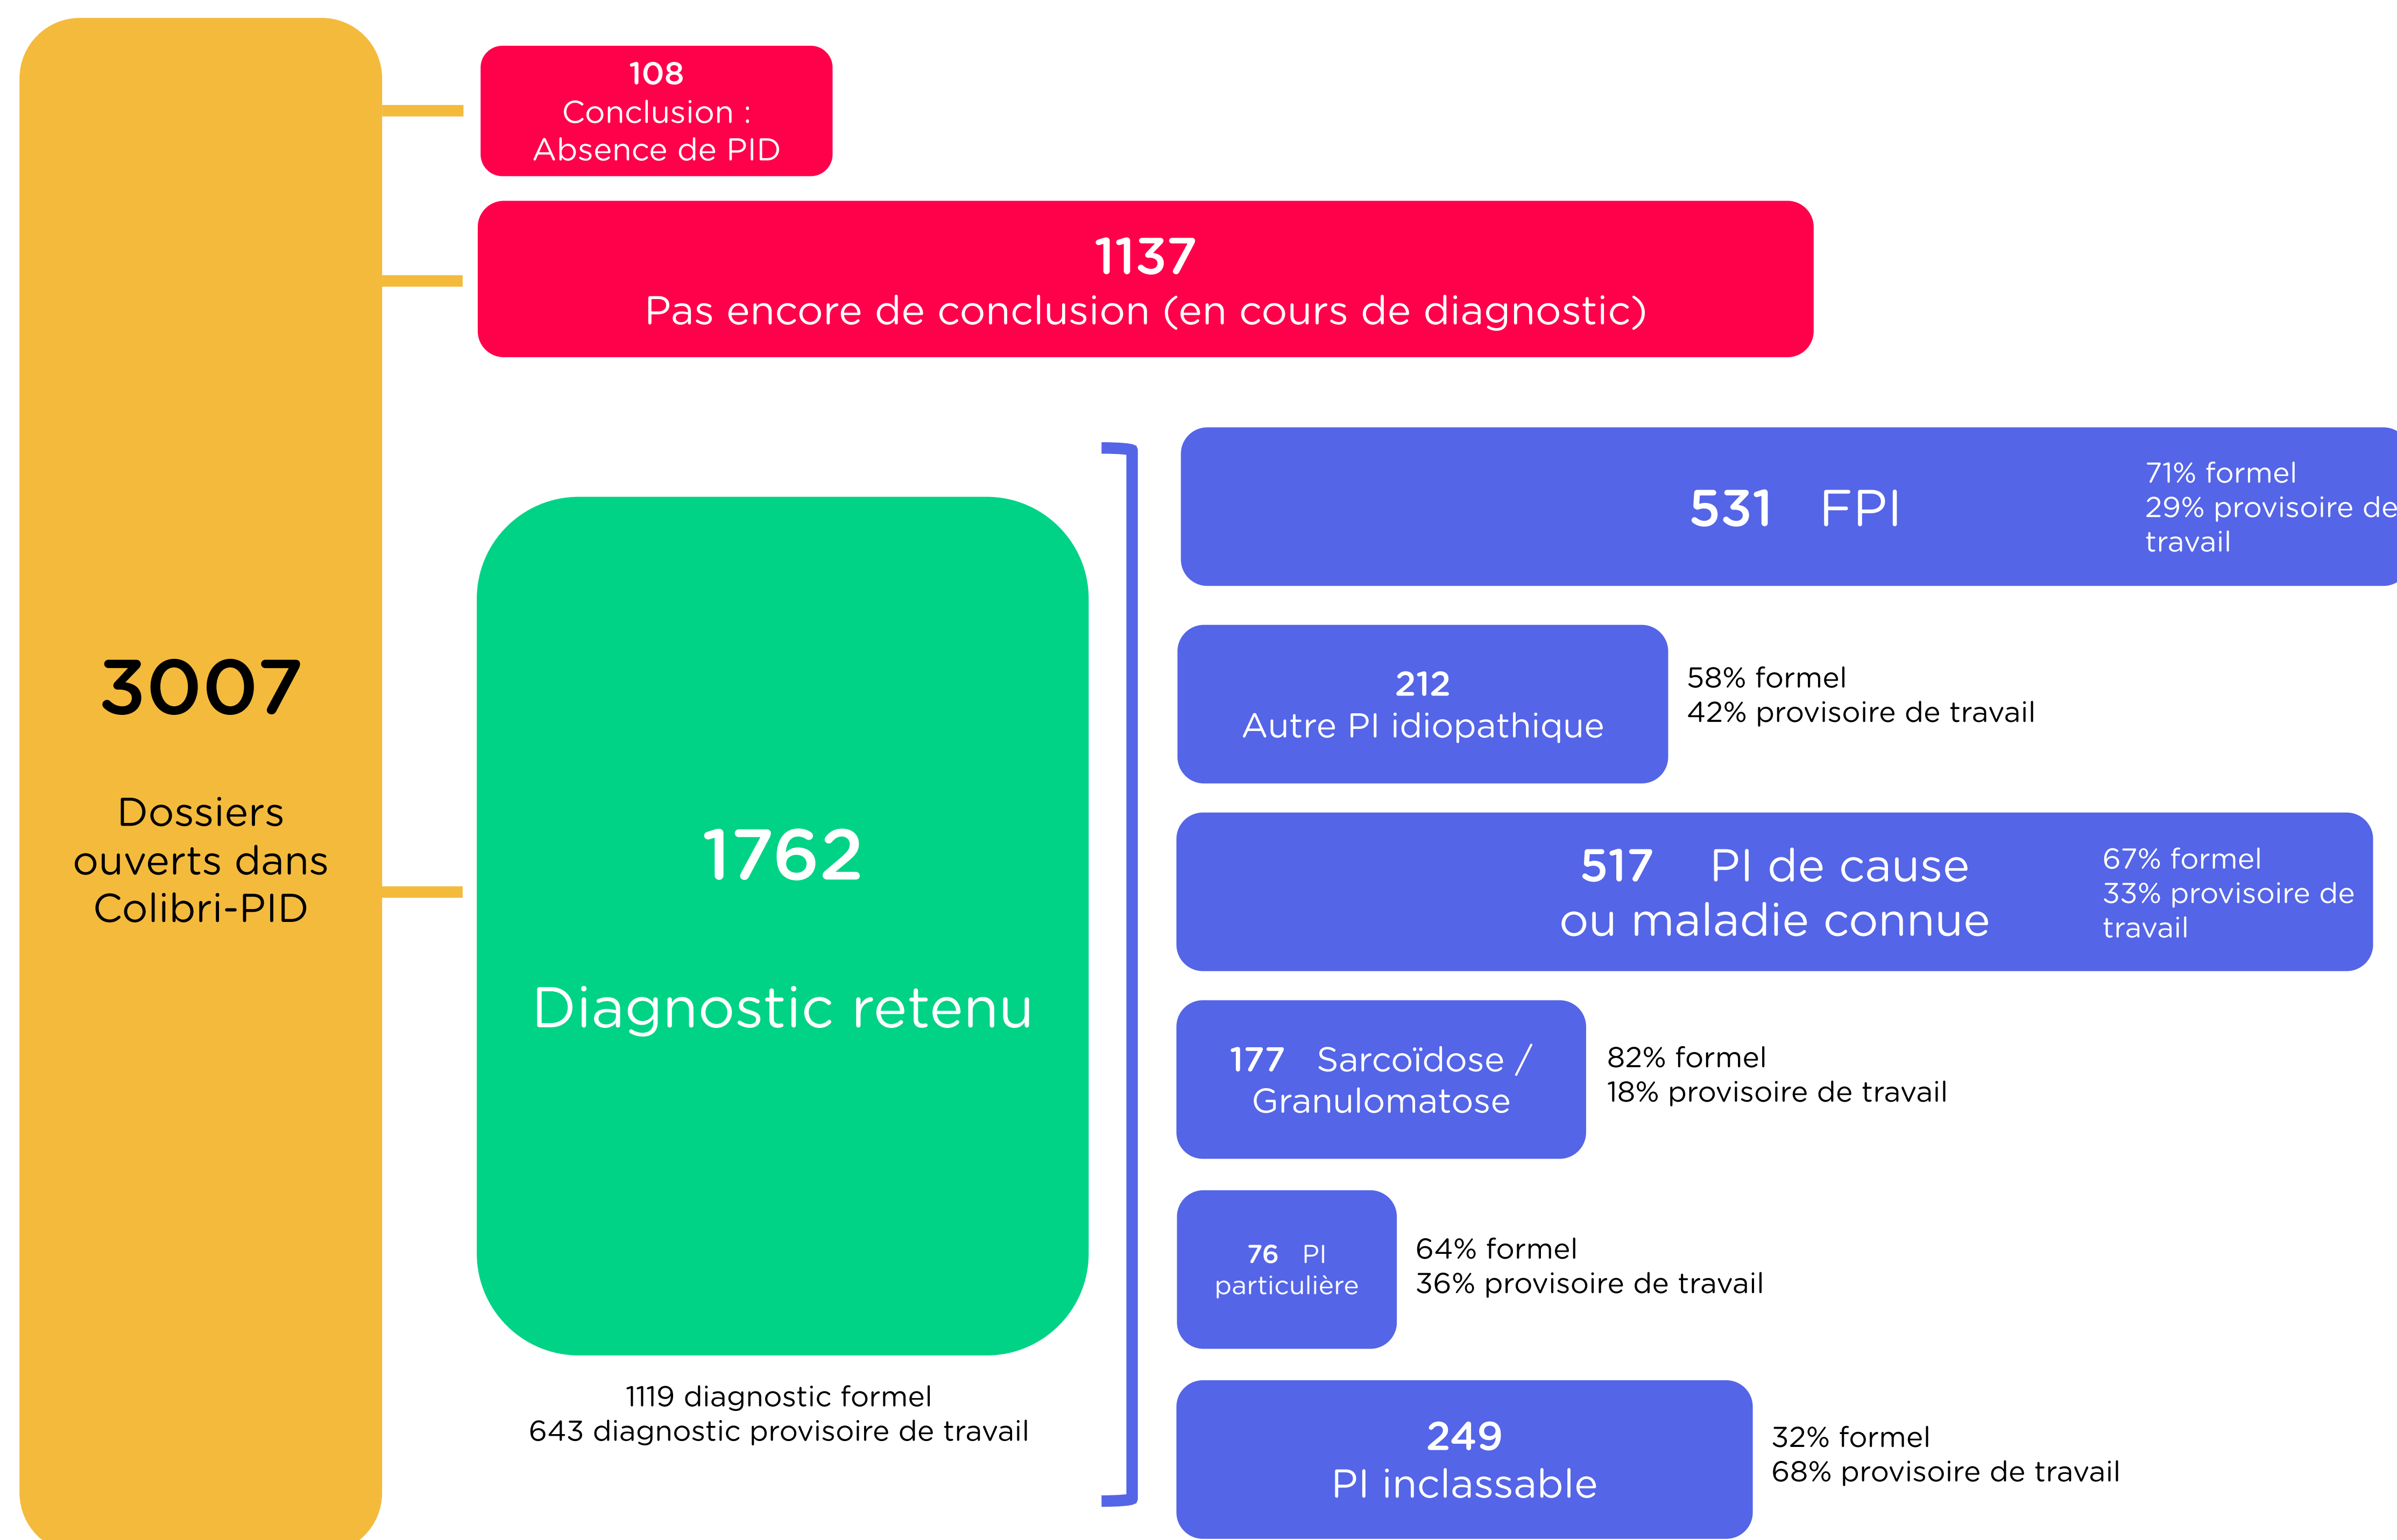 3007
Dossiers
ouverts dans
Colibri-PID
108
Conclusion :
Absence de PID
1137
Pas encore de conclusion (en cours de diagnostic)
1762
Diagnostic retenu
1119 diagnostic formel
643 diagnostic provisoire de travail
531 FPI
71% formel
29% provisoire de
travail
212
Autre PI idiopathique
58% formel
42% provisoire de travail
517 PI de cause
ou maladie connue
67% formel
33% provisoire de
travail
177 Sarcoïdose /
Granulomatose
82% formel
18% provisoire de travail
76 PI
particulière
64% formel
36% provisoire de travail
249
PI inclassable
32% formel
68% provisoire de travail